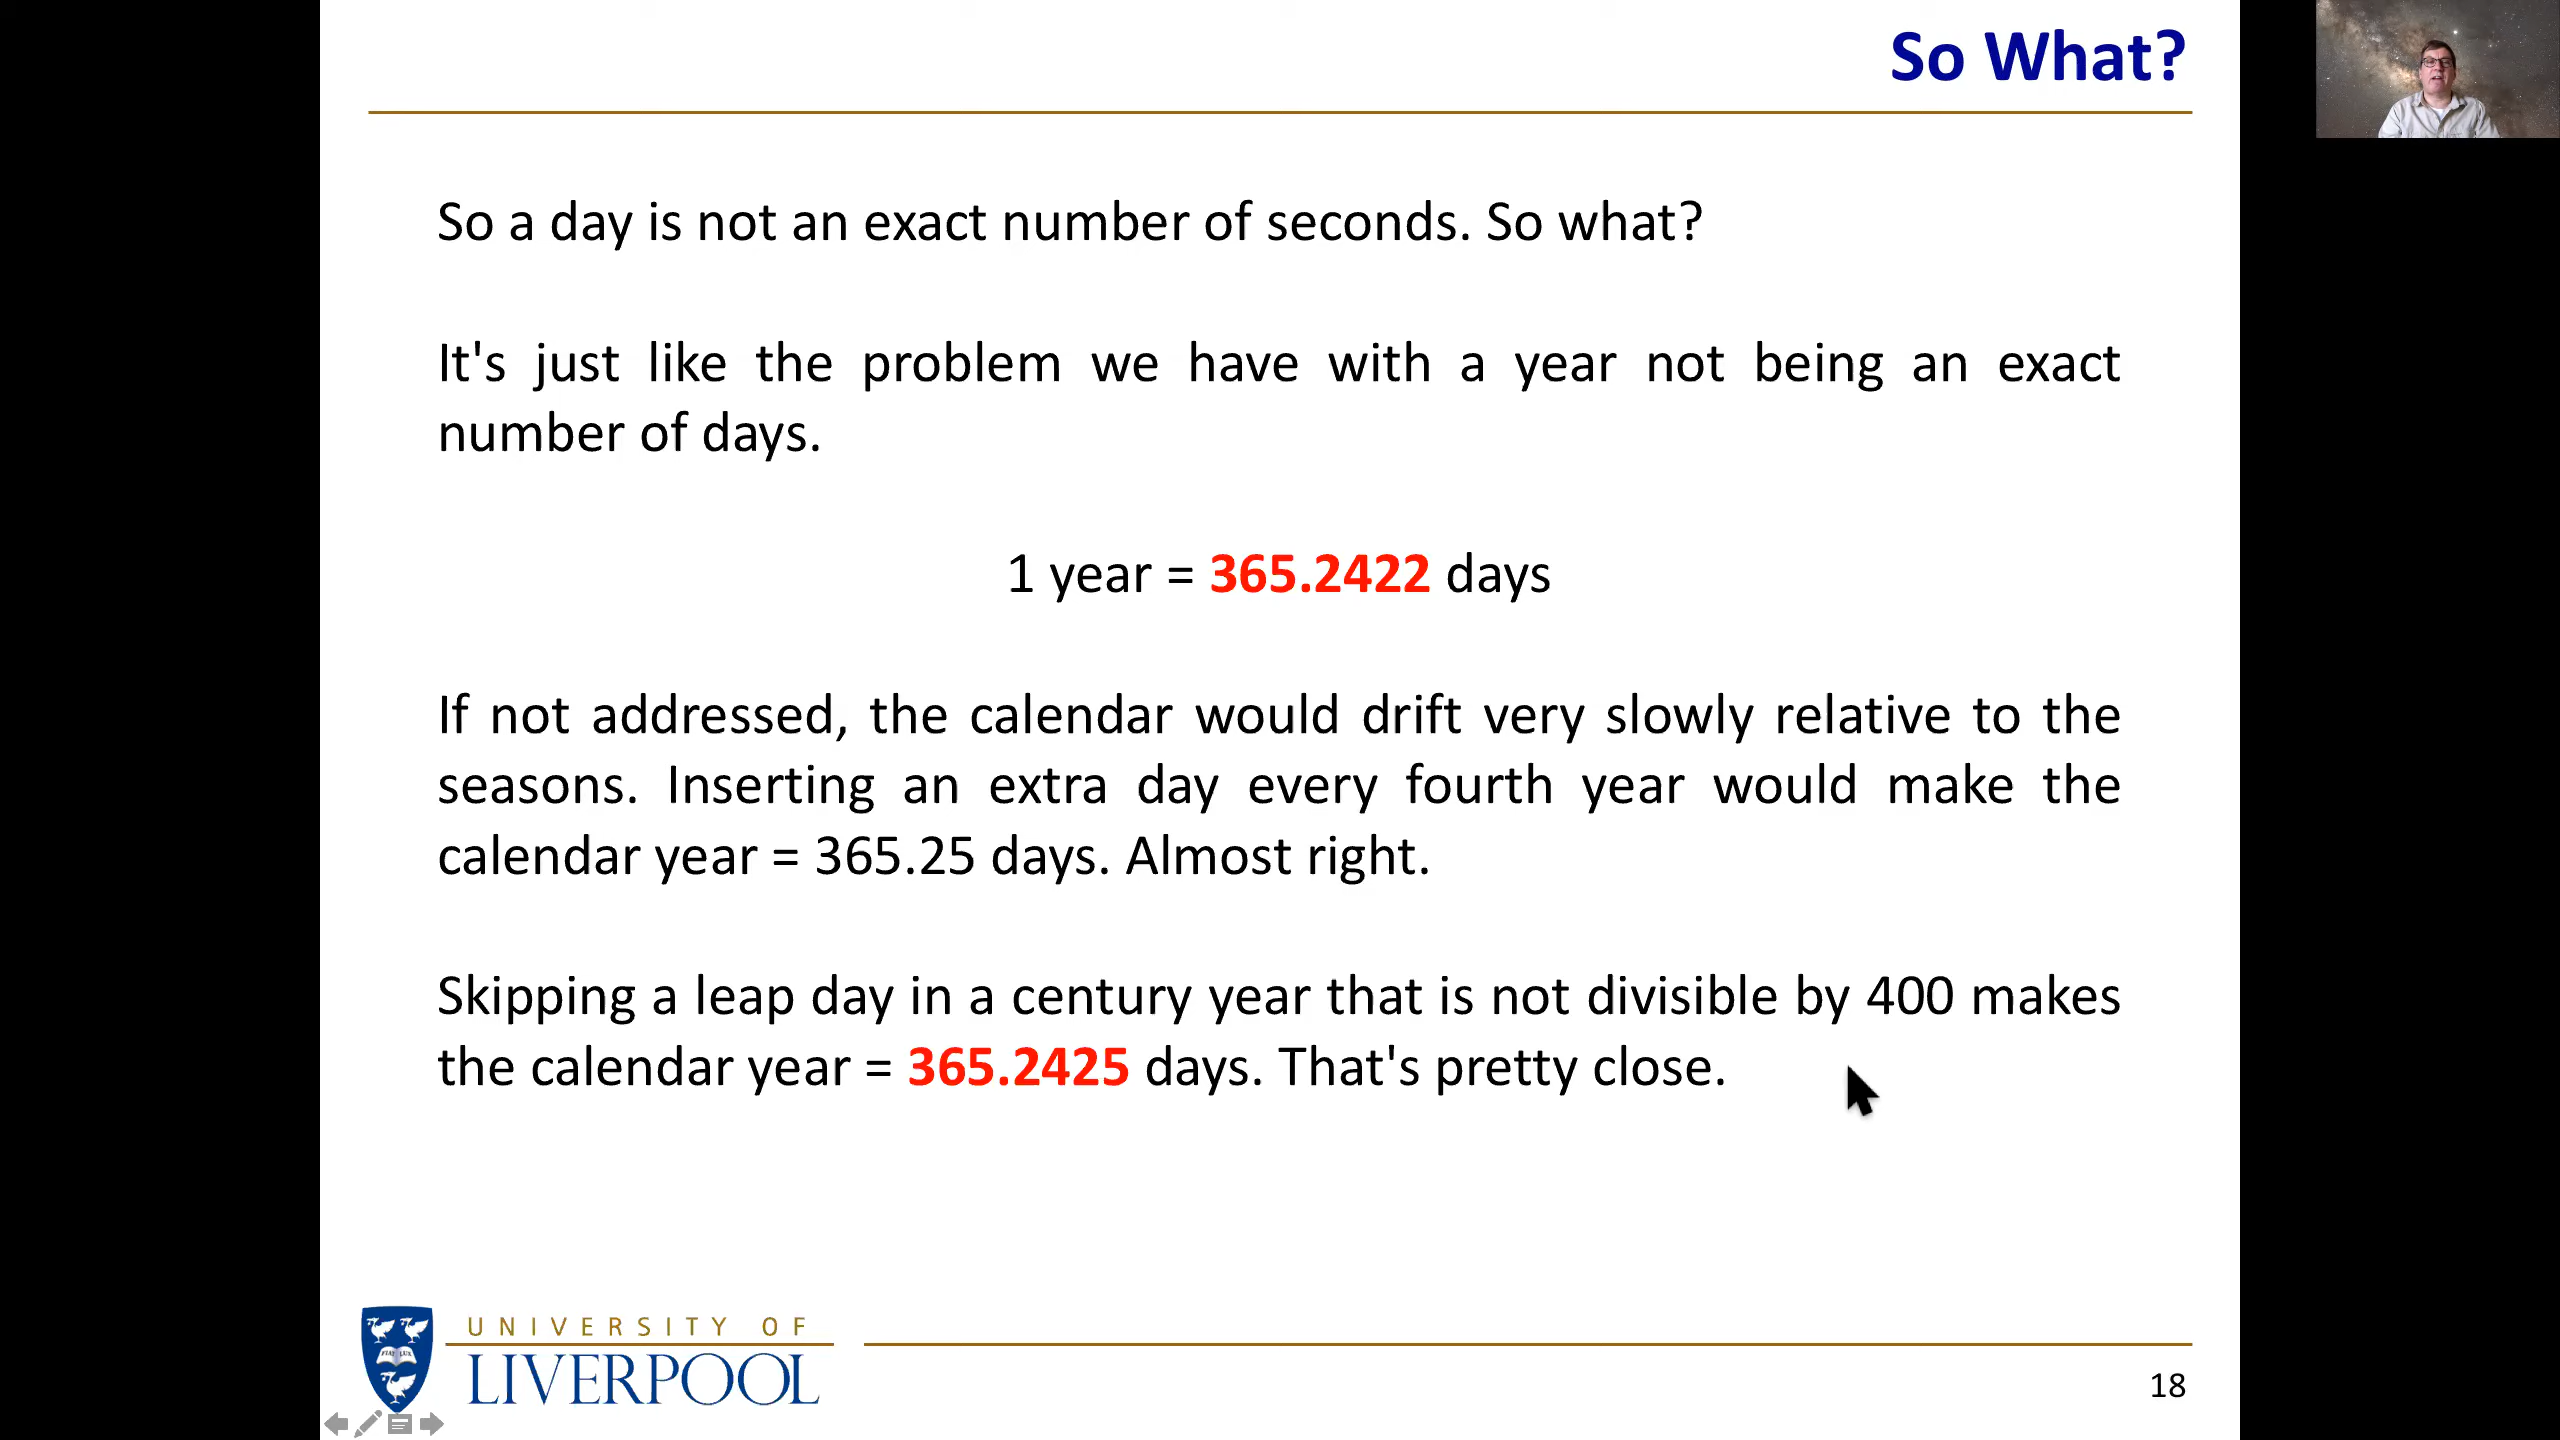 So What?
So a day is not an exact number of seconds. So what?
It's just like the problem we have with a year not being an exact
number of days.
1 year = 365.2422 days
If not addressed, the calendar would drift very slowly relative to the
seasons. Inserting an extra day every fourth year would make the
calendar year = 365.25 days. Almost right.
Skipping a leap day in a century year that is not divisible by 400 makes
the calendar year = 365.2425 days. That's pretty close.
FIAT LUX
UNIVERSITY OF
LIVERPOOL
18